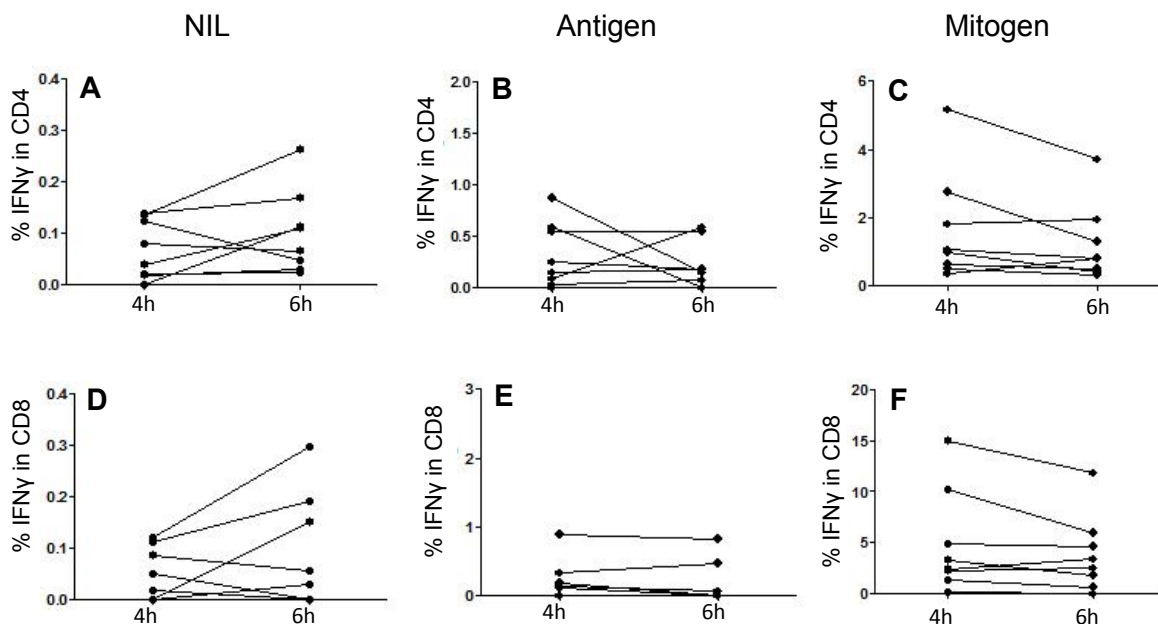 NIL Antigen Mitogen
A
% IFNγ in CD4
0.4
0.3
0.2
0.1
0.0
4h 6h
B
% IFNγ in CD4
2.0
1.5
1.0
0.5
0.0
4h 6h
C
% IFNγ in CD4
6
4
2
0
4h 6h
D
% IFNγ in CD8
0.4
0.3
0.2
0.1
0.0
4h 6h
E
% IFNγ in CD8
3
2
1
0
4h 6h
F
% IFNγ in CD8
20
15
10
5
0
4h 6h